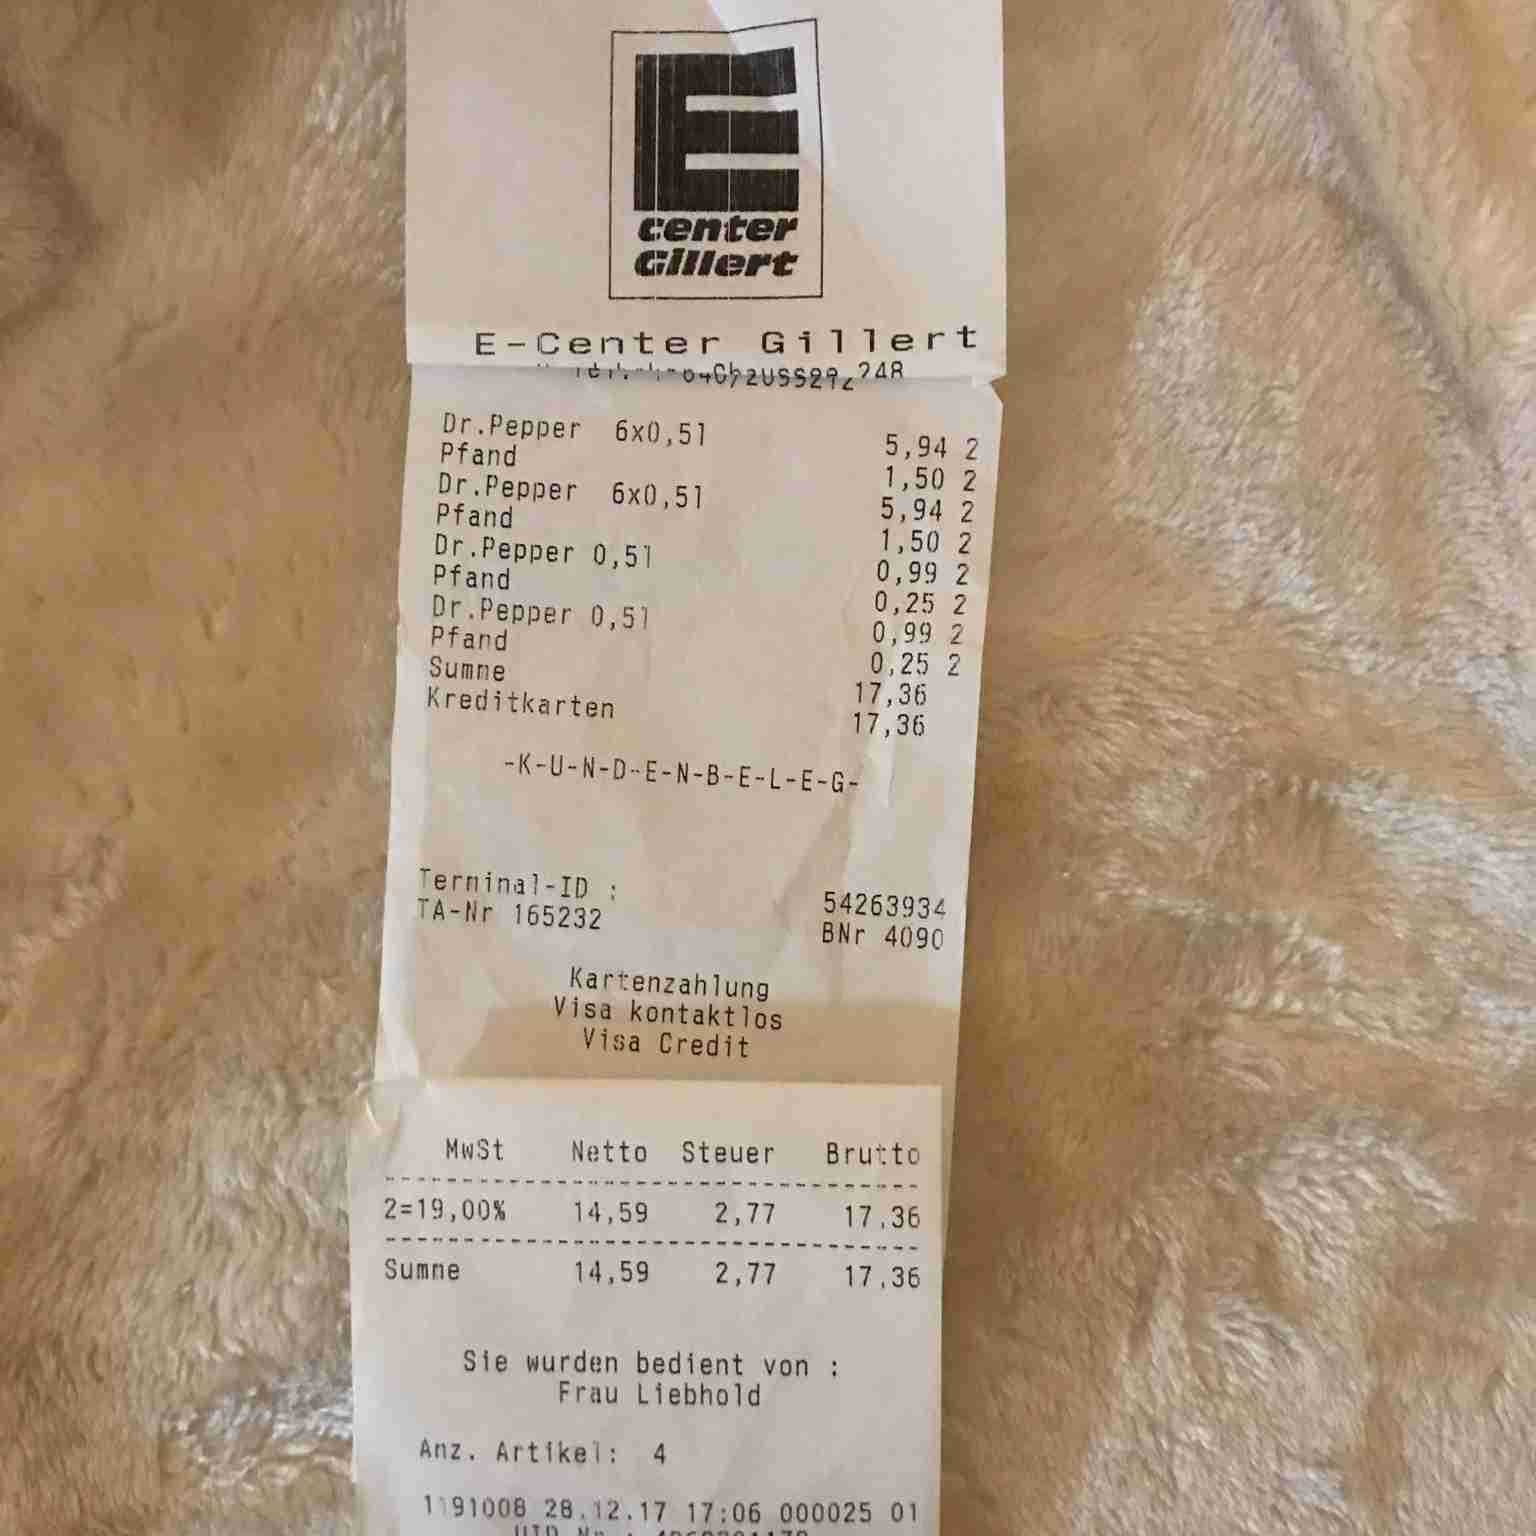 E
center
Gillert
E-Center Gillert
Dr.Pepper 6x0,5l 5,94 2
Pfand 1,50 2
Dr.Pepper 6x0,5l 5,94 2
Pfand 1,50 2
Dr.Pepper 0,5l 0,99 2
Pfand 0,25 2
Dr.Pepper 0,5l 0,99 2
Pfand 0,25 2
Summe 17,36
Kreditkarten 17,36
-K-U-N-D-E-N-B-E-L-E-G-
Terminal-ID : 54263934
TA-Nr 165232 BNr 4090
Kartenzahlung
Visa kontaktlos
Visa Credit
MwSt Netto Steuer Brutto
2=19,00% 14,59 2,77 17,36
Summe 14,59 2,77 17,36
Sie wurden bedient von :
Frau Liebhold
Anz. Artikel: 4
1191008 28.12.17 17:06 000025 01